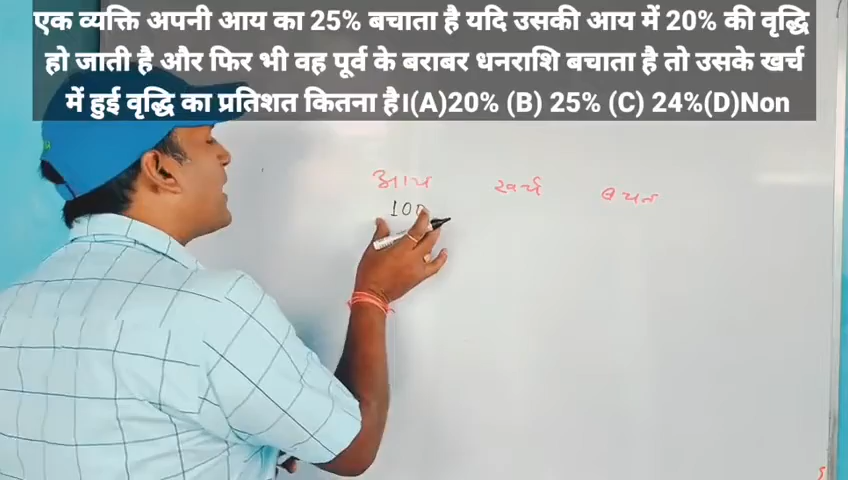 एक व्यक्ति अपनी आय का 25% बचाता है यदि उसकी आय में 20% की वृद्धि
हो जाती है और फिर भी वह पूर्व के बराबर धनराशि बचाता है तो उसके खर्च
में हुई वृद्धि का प्रतिशत कितना है।(A)20% (B) 25% (C) 24%(D)Non
आय खर्च बचत
100